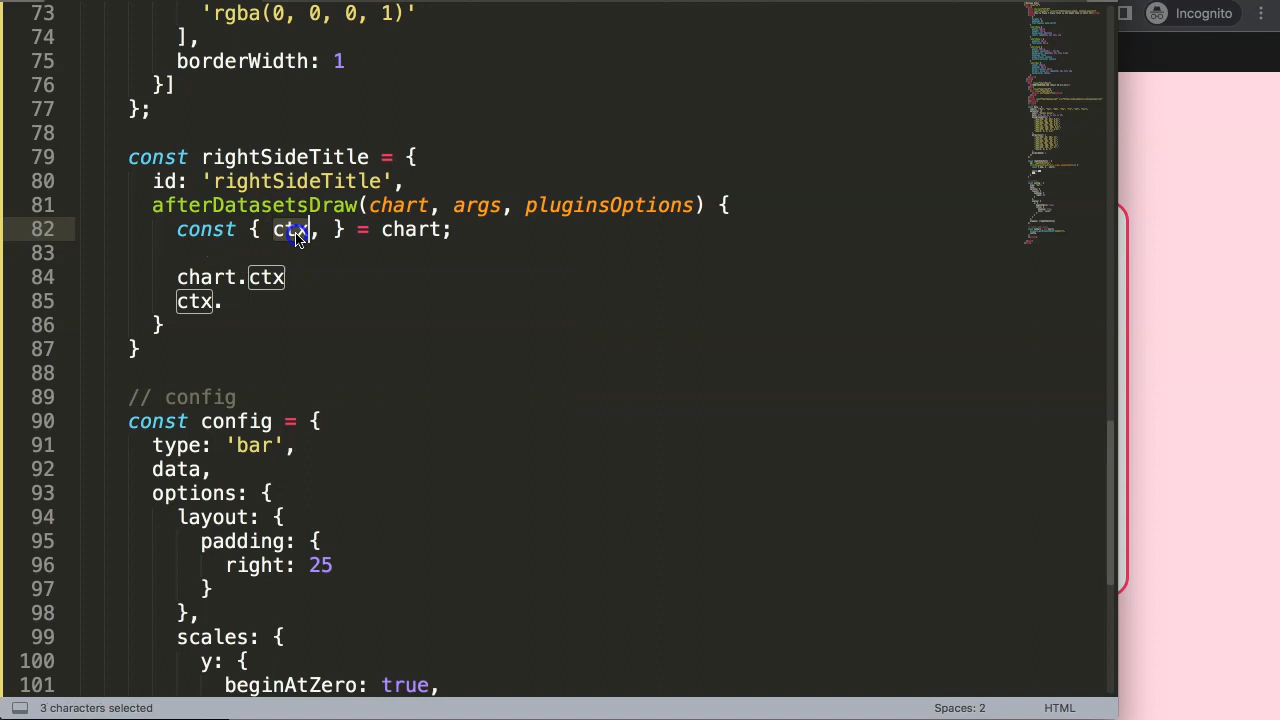 Incognito
73 'rgba(0, 0, 0, 1)'
74 ],
75 borderWidth: 1
76 }]
77 };
78
79 const rightSideTitle = {
80 id: 'rightSideTitle',
81 afterDatasetsDraw(chart, args, pluginsOptions) {
82 const { ctx, } = chart;
83
84 chart.ctx
85 ctx.
86 }
87 }
88
89 // config
90 const config = {
91 type: 'bar',
92 data,
93 options: {
94 layout: {
95 padding: {
96 right: 25
97 }
98 },
99 scales: {
100 y: {
101 beginAtZero: true,
3 characters selected Spaces: 2 HTML